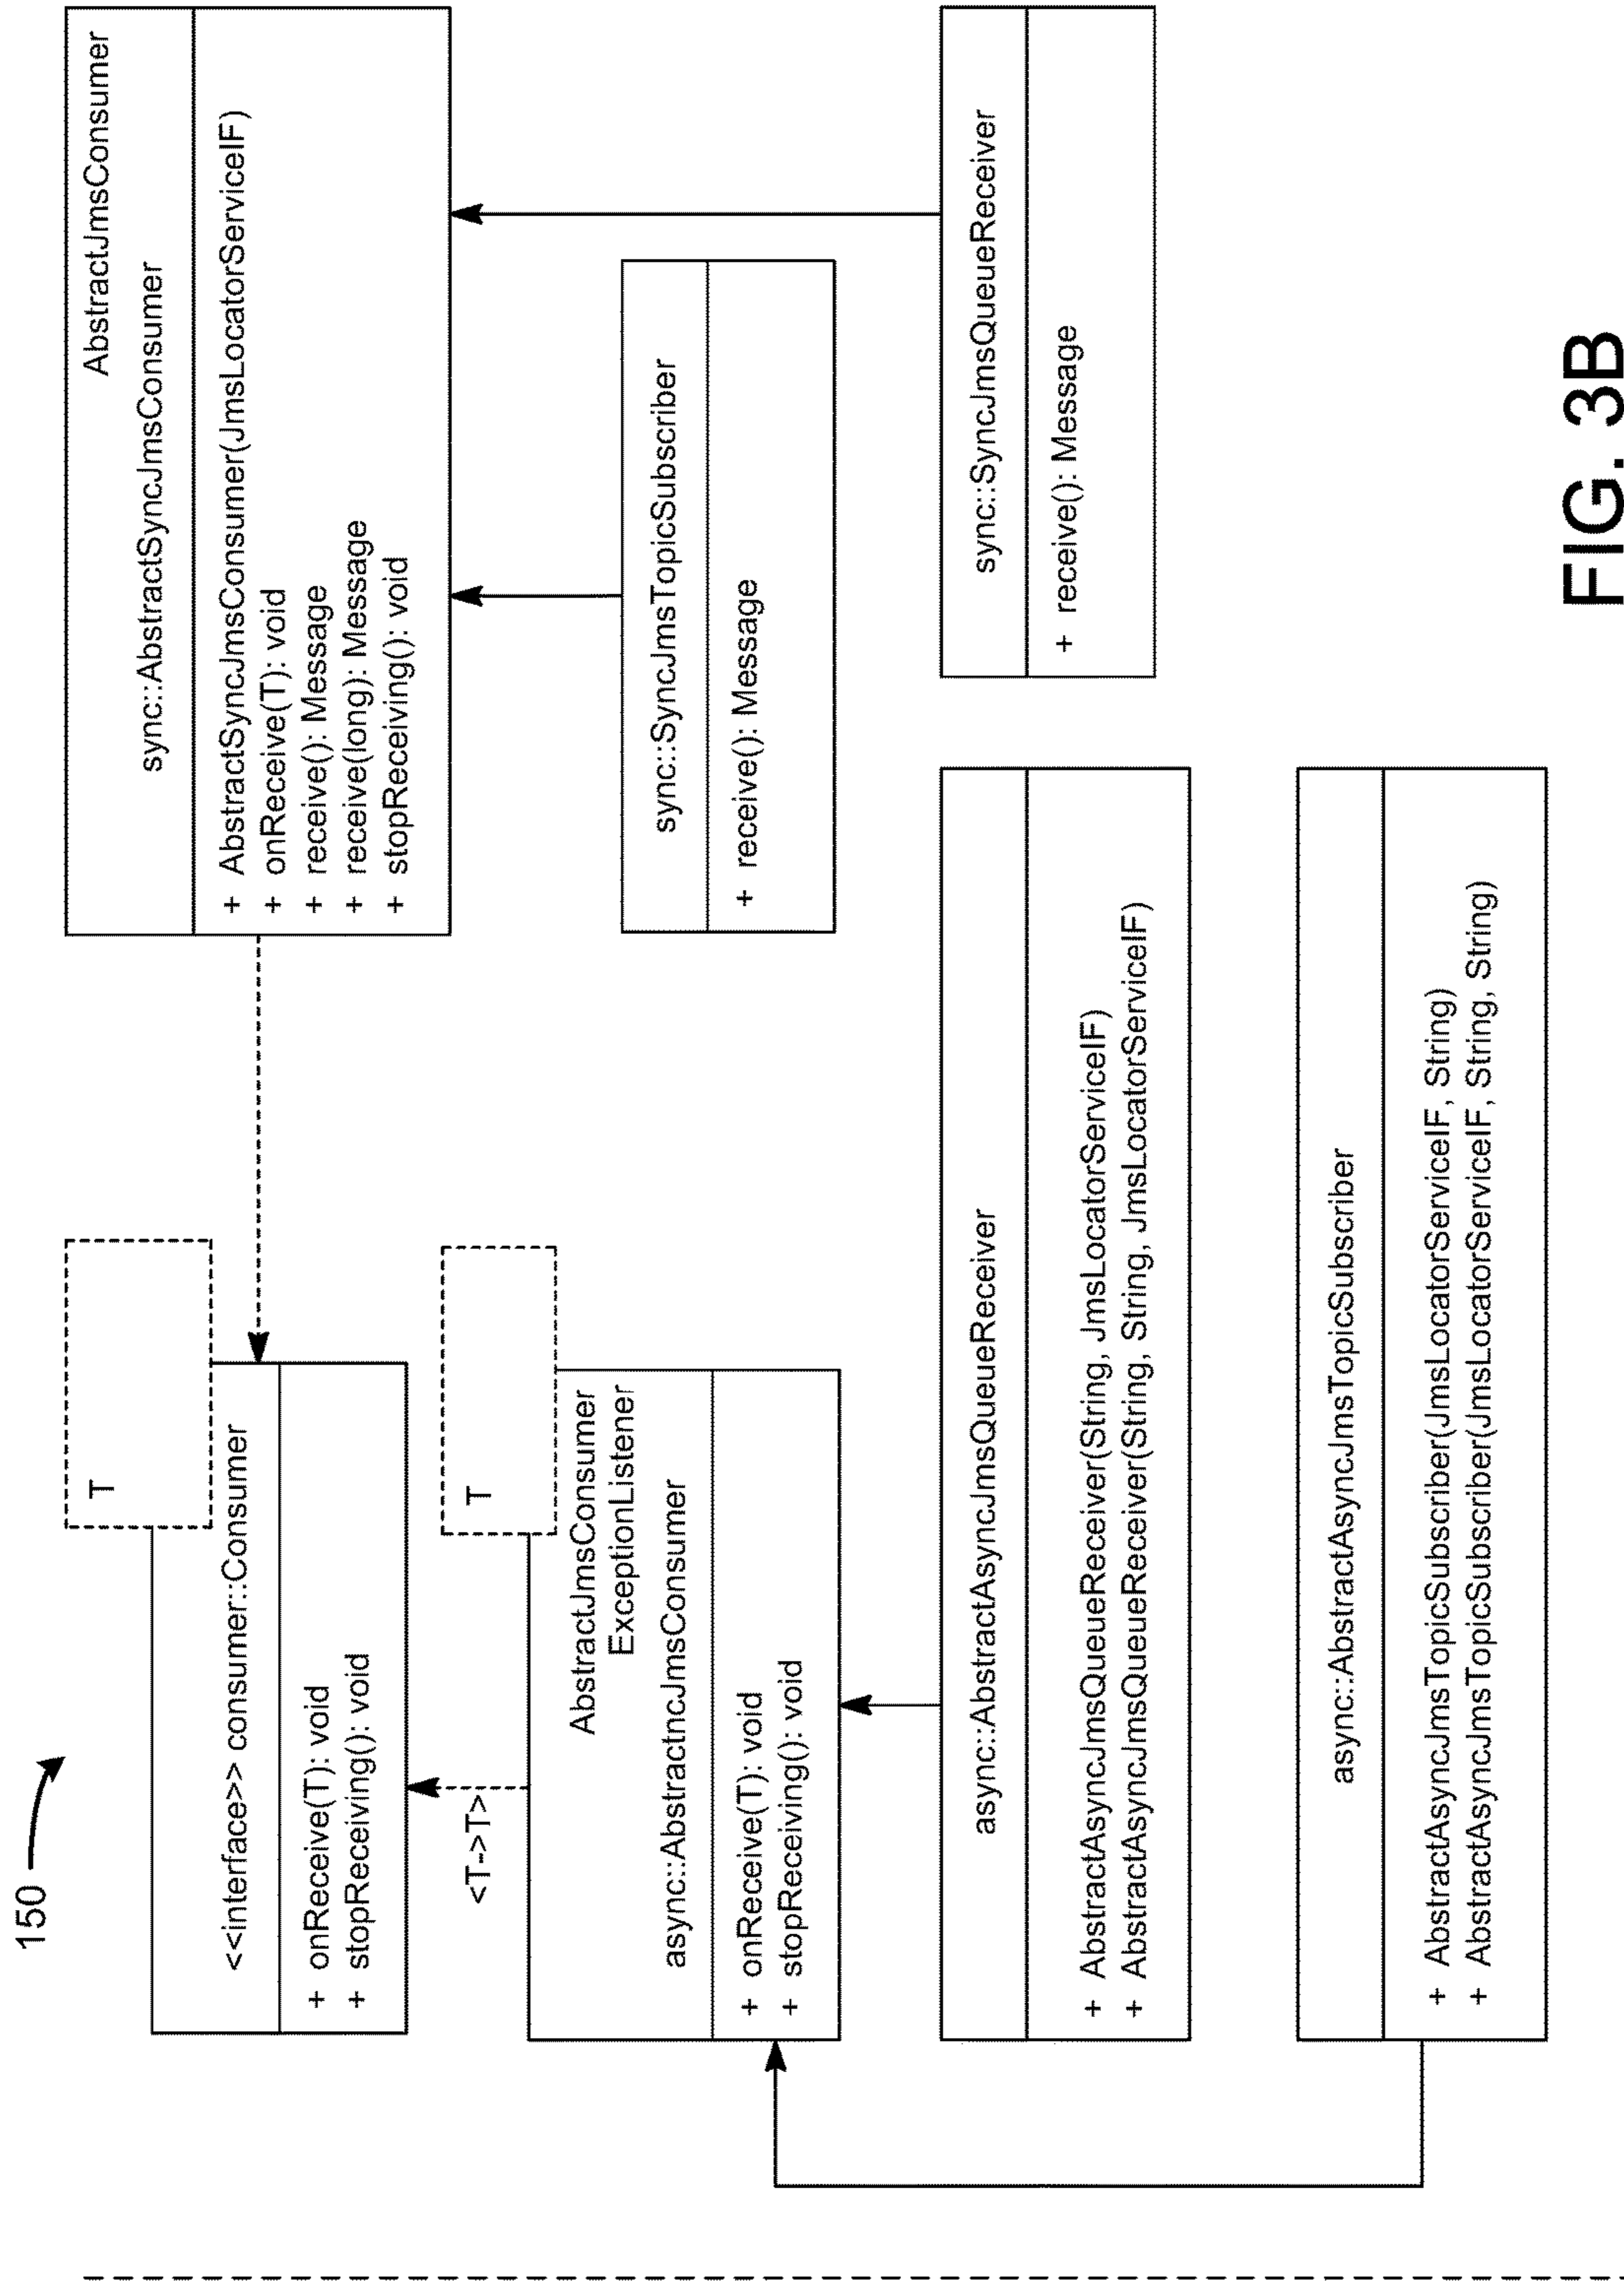 150
T
<<interface>> consumer::Consumer
+ onReceive(T): void
+ stopReceiving(): void
<T->T>
T
AbstractJmsConsumer
ExceptionListener
async::AbstractncJmsConsumer
+ onReceive(T): void
+ stopReceiving(): void
async::AbstractAsyncJmsQueueReceiver
+ AbstractAsyncJmsQueueReceiver(String, JmsLocatorServiceIF)
+ AbstractAsyncJmsQueueReceiver(String, String, JmsLocatorServiceIF)
async::AbstractAsyncJmsTopicSubscriber
+ AbstractAsyncJmsTopicSubscriber(JmsLocatorServiceIF, String)
+ AbstractAsyncJmsTopicSubscriber(JmsLocatorServiceIF, String, String)
AbstractJmsConsumer
sync::AbstractSyncJmsConsumer
+ AbstractSyncJmsConsumer(JmsLocatorServiceIF)
+ onReceive(T): void
+ receive(): Message
+ receive(long): Message
+ stopReceiving(): void
sync::SyncJmsTopicSubscriber
+ receive(): Message
sync::SyncJmsQueueReceiver
+ receive(): Message
FIG. 3B